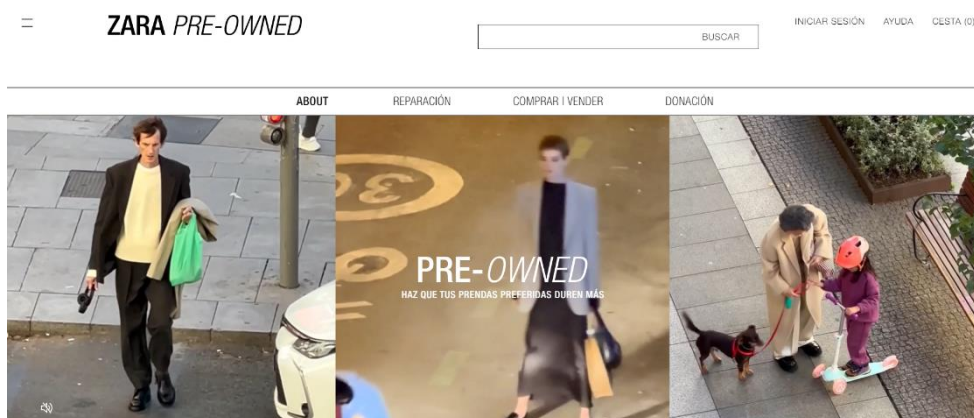 ZARA PRE-OWNED
BUSCAR
INICIAR SESIÓN AYUDA CESTA (0)
ABOUT REPARACIÓN COMPRAR | VENDER DONACIÓN
30
PRE-OWNED
HAZ QUE TUS PRENDAS PREFERIDAS DUREN MÁS